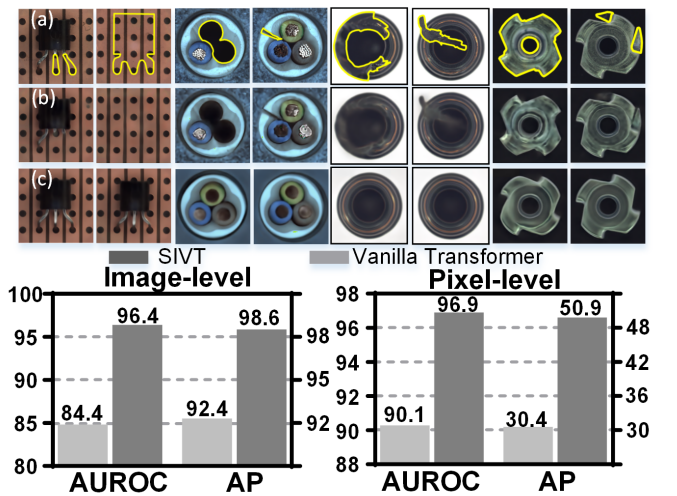 (a)
(b)
(c)
SIVT Vanilla Transformer
Image-level Pixel-level
100 98
96.4 98.6 96.9 50.9
95 98 96 48
94 42
90 95 92 36
84.4 92.4 90.1 30.4
85 92 90 30
80 88
AUROC AP AUROC AP